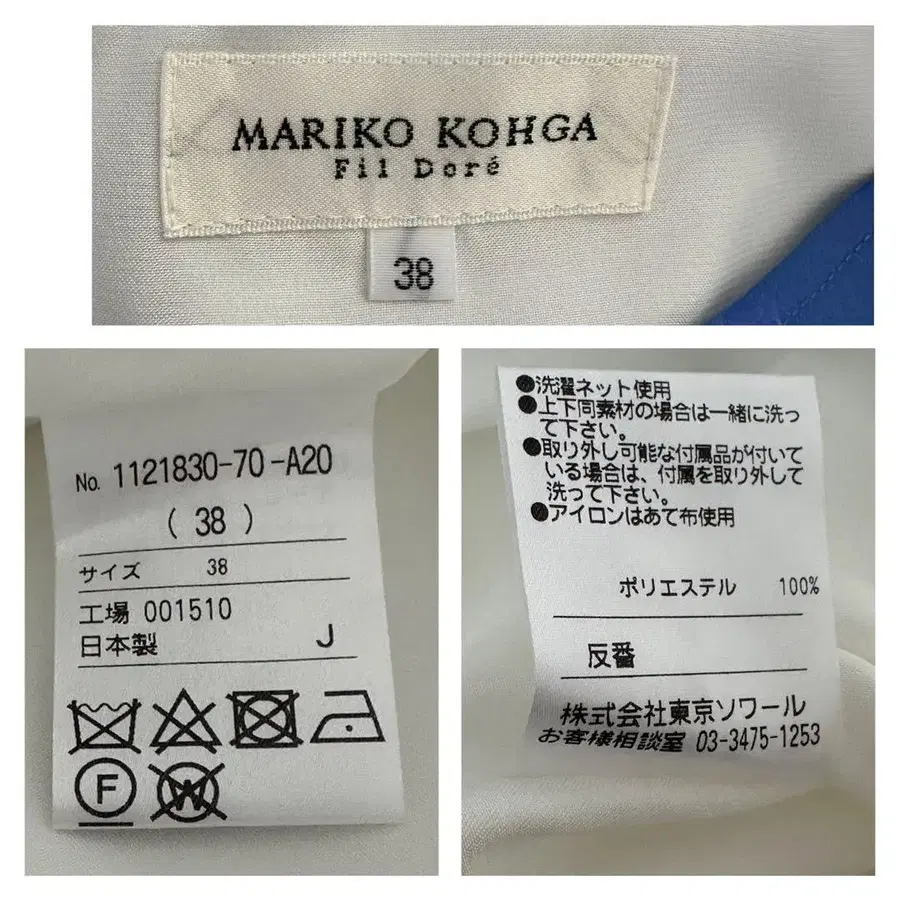 MARIKO KOHGA
Fil Doré
38
No. 1121830-70-A20
( 38 )
サイズ 38
工場 001510
日本製 J
F
W
●洗濯ネット使用
●上下同素材の場合は一緒に洗っ
て下さい。
●取り外し可能な付属品が付いて
いる場合は、付属を取り外して
洗って下さい。
●アイロンはあて布使用
ポリエステル 100%
反番
株式会社東京ソワール
お客様相談室 03-3475-1253